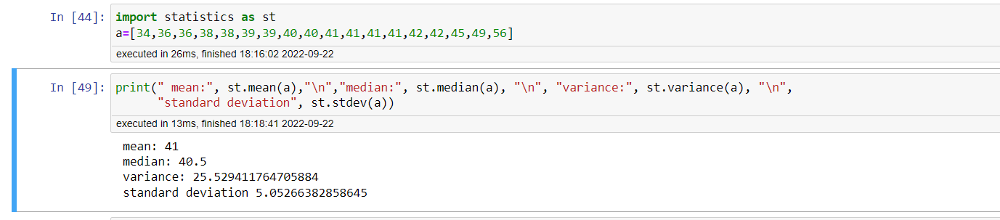 In [44]: import statistics as st
a=[34,36,36,38,38,39,39,40,40,41,41,41,41,42,42,45,49,56]
executed in 26ms, finished 18:16:02 2022-09-22
In [49]: print(" mean:", st.mean(a),"\n","median:", st.median(a), "\n", "variance:", st.variance(a), "\n",
"standard deviation", st.stdev(a))
executed in 13ms, finished 18:18:41 2022-09-22
mean: 41
median: 40.5
variance: 25.529411764705884
standard deviation 5.05266382858645